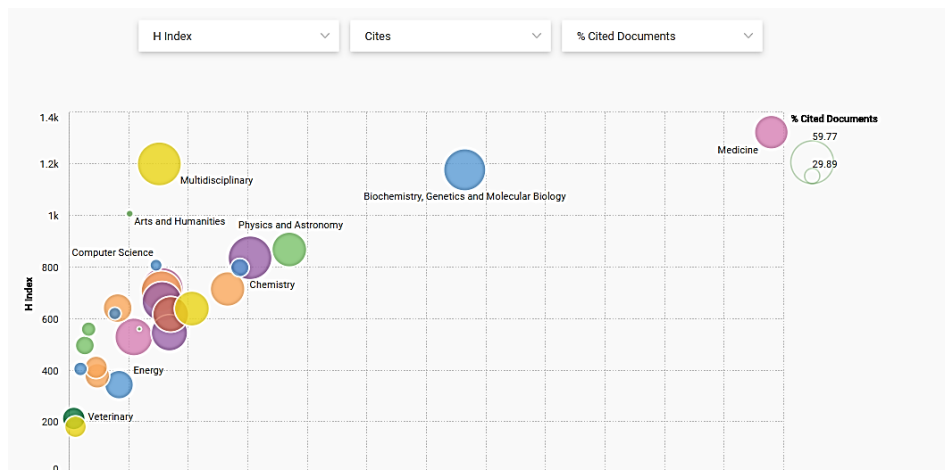 H Index
Cites
% Cited Documents
1.4k
% Cited Documents
59.77
Medicine
29.89
1.2k
Multidisciplinary
Biochemistry, Genetics and Molecular Biology
1k
Arts and Humanities
Physics and Astronomy
Computer Science
800
Chemistry
H Index
600
400
Energy
200
Veterinary
0